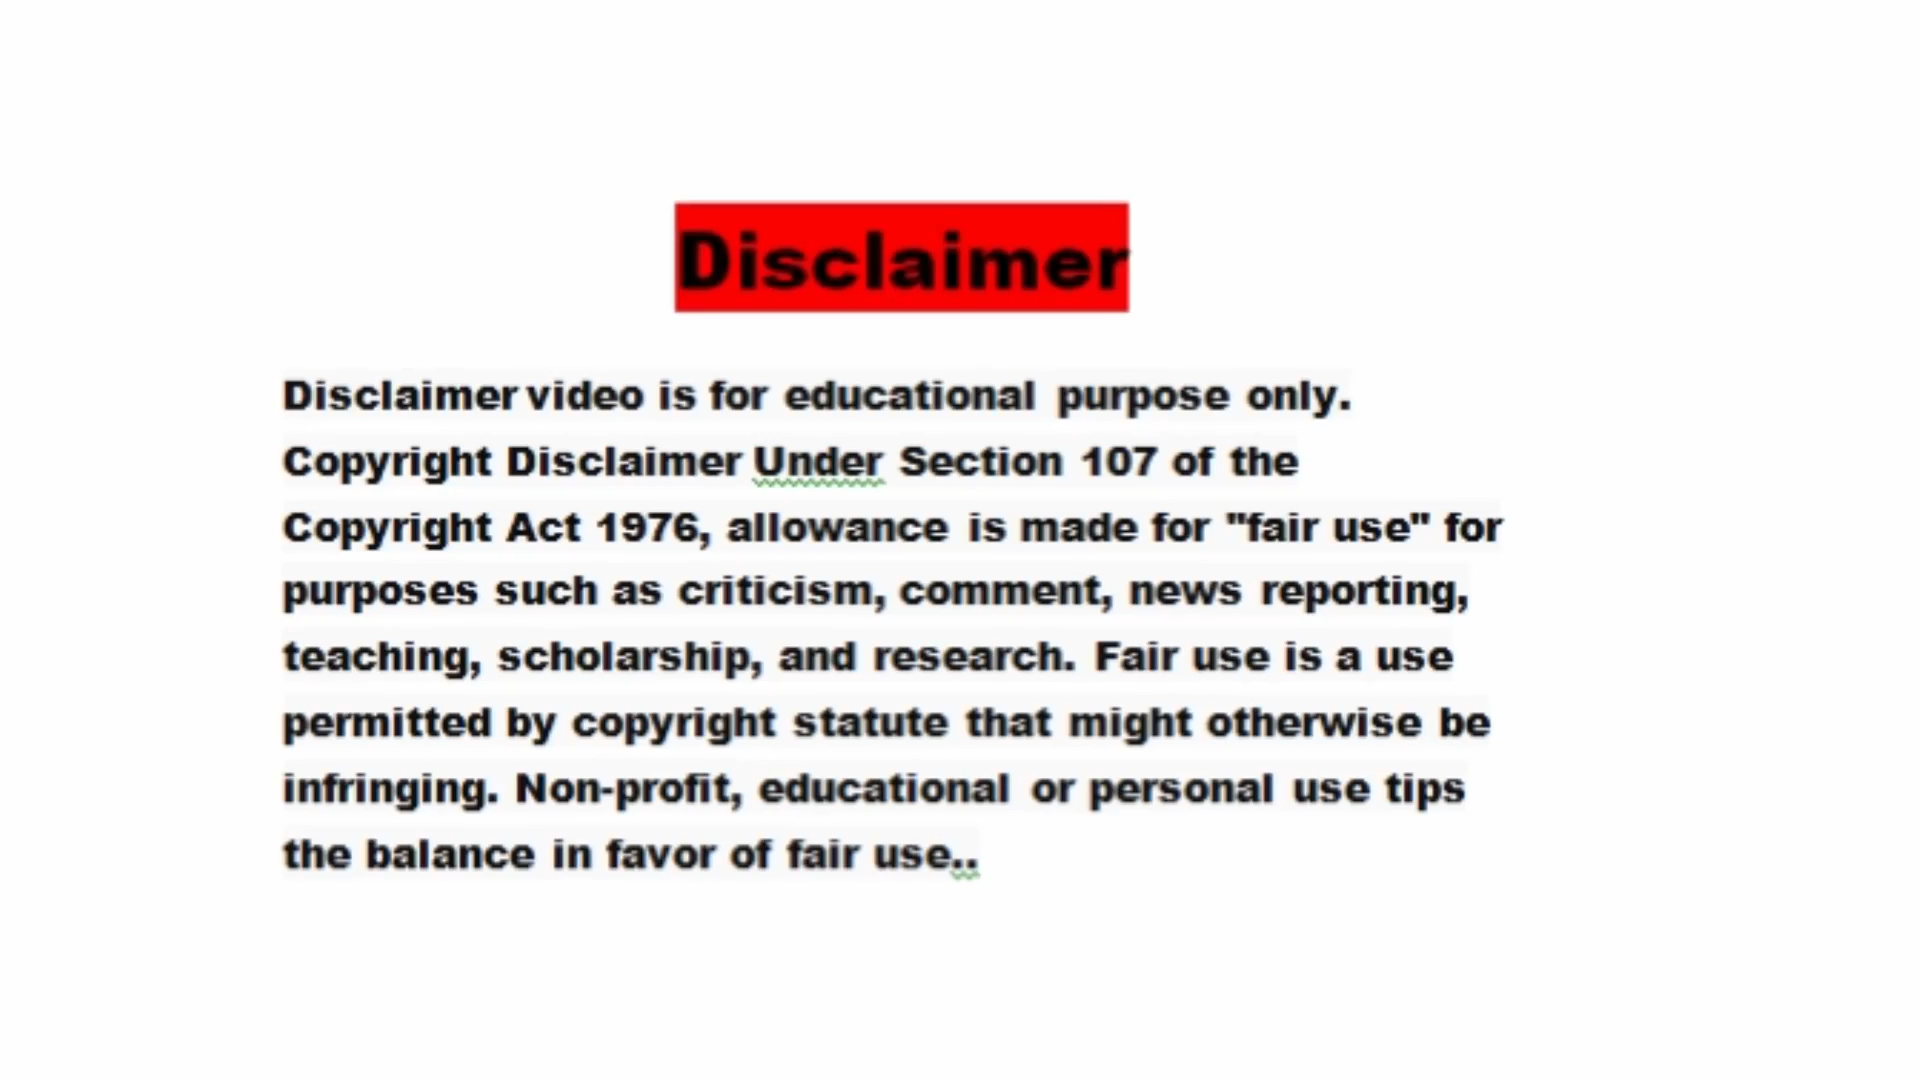 Disclaimer
Disclaimer video is for educational purpose only.
Copyright Disclaimer Under Section 107 of the
Copyright Act 1976, allowance is made for "fair use" for
purposes such as criticism, comment, news reporting,
teaching, scholarship, and research. Fair use is a use
permitted by copyright statute that might otherwise be
infringing. Non-profit, educational or personal use tips
the balance in favor of fair use..